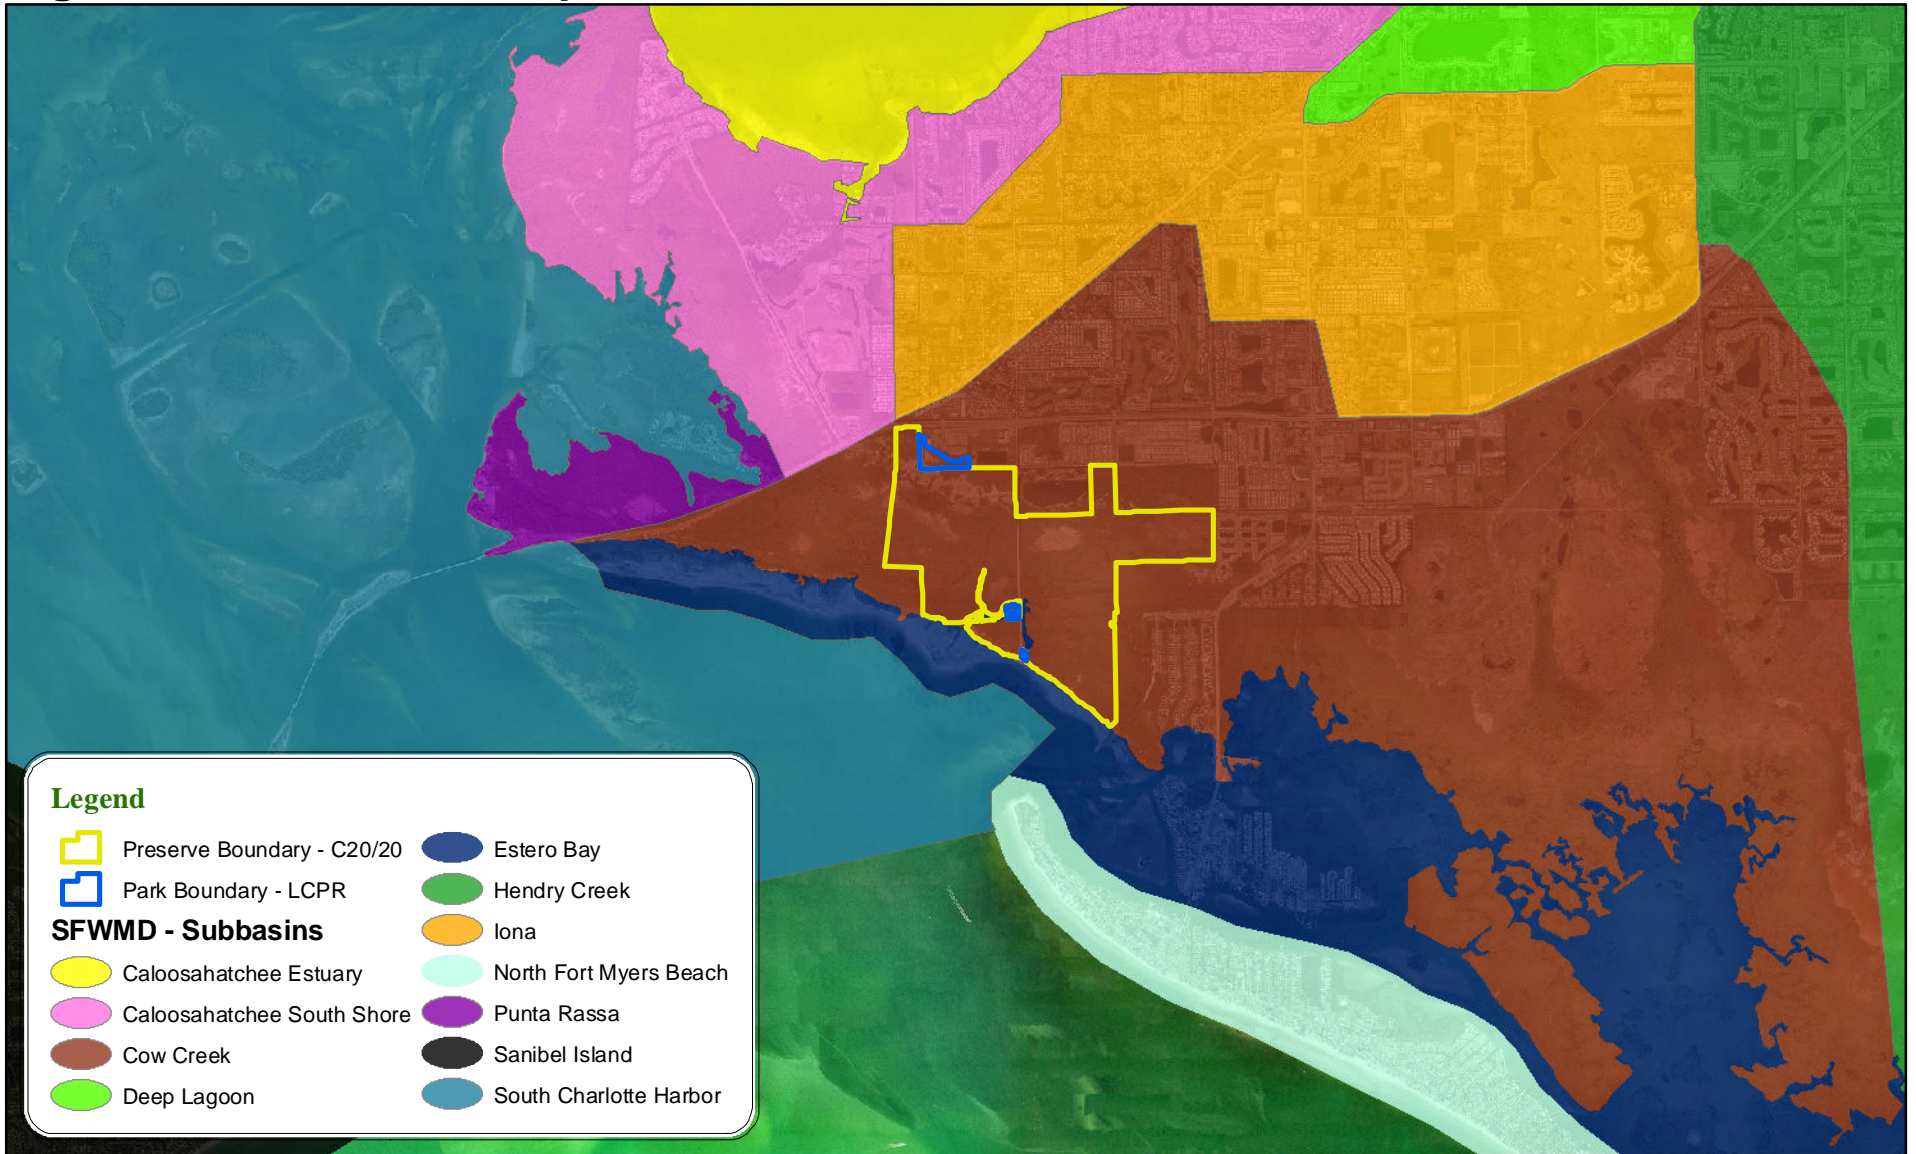 Legend
Preserve Boundary - C20/20
Park Boundary - LCPR
SFWMD - Subbasins
Caloosahatchee Estuary
Caloosahatchee South Shore
Cow Creek
Deep Lagoon
Estero Bay
Hendry Creek
Iona
North Fort Myers Beach
Punta Rassa
Sanibel Island
South Charlotte Harbor